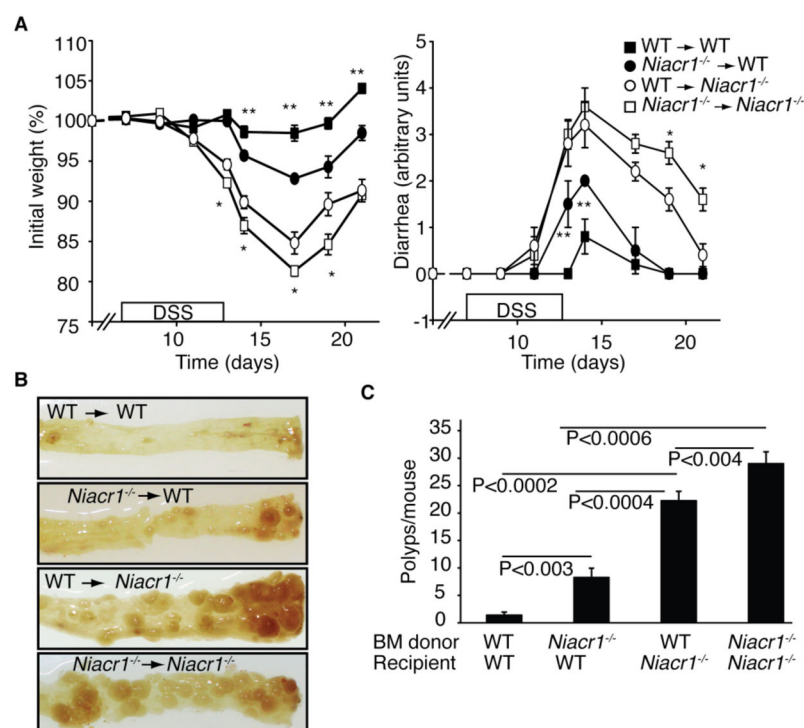 A
110
105
100
95
90
85
80
75
Initial weight (%)
** ** ** ** **
* * * *
DSS
10 15 20
Time (days)
5
4
3
2
1
0
-1
Diarrhea (arbitrary units)
WT → WT
Niacr1-/- → WT
WT → Niacr1-/-
Niacr1-/- → Niacr1-/-
** ** * *
DSS
10 15 20
Time (days)
B
WT → WT
Niacr1-/- → WT
WT → Niacr1-/-
Niacr1-/- → Niacr1-/-
C
35
30
25
20
15
10
5
0
Polyps/mouse
P<0.0006
P<0.004
P<0.0002
P<0.0004
P<0.003
BM donor WT Niacr1-/- WT Niacr1-/-
Recipient WT WT Niacr1-/- Niacr1-/-